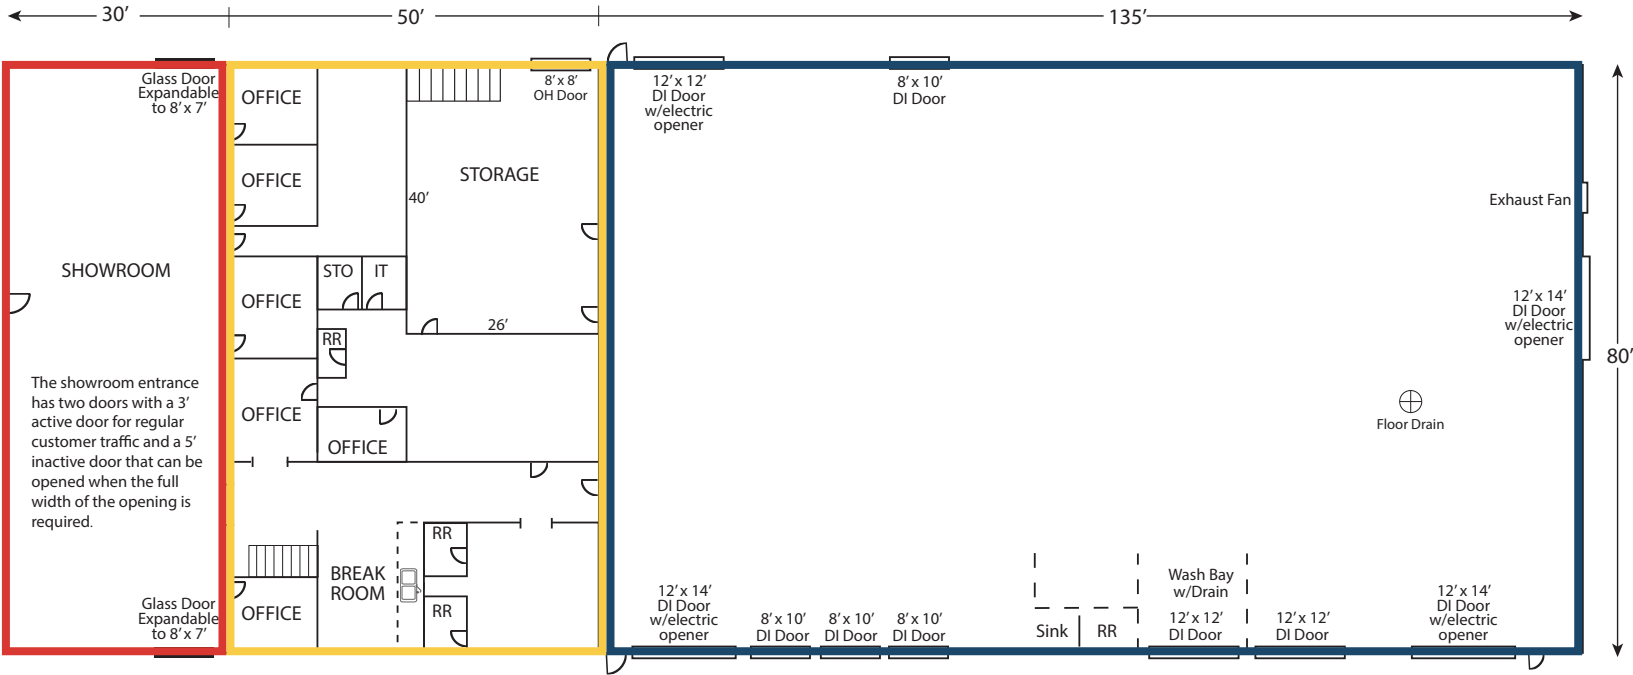 30’
50’
135’
Glass Door
Expandable
to 8’ x 7’
OFFICE
8’ x 8’
OH Door
12’ x 12’
DI Door
w/electric
opener
8’ x 10’
DI Door
OFFICE
STORAGE
40’
Exhaust Fan
SHOWROOM
STO
IT
OFFICE
26’
RR
12’ x 14’
DI Door
w/electric
opener
80’
The showroom entrance
has two doors with a 3’
active door for regular
customer traffic and a 5’
inactive door that can be
opened when the full
width of the opening is
required.
OFFICE
OFFICE
Floor Drain
RR
BREAK
ROOM
Glass Door
Expandable
to 8’ x 7’
OFFICE
RR
12’ x 14’
DI Door
w/electric
opener
8’ x 10’
DI Door
8’ x 10’
DI Door
8’ x 10’
DI Door
Sink
RR
Wash Bay
w/Drain
12’ x 12’
DI Door
12’ x 12’
DI Door
12’ x 14’
DI Door
w/electric
opener